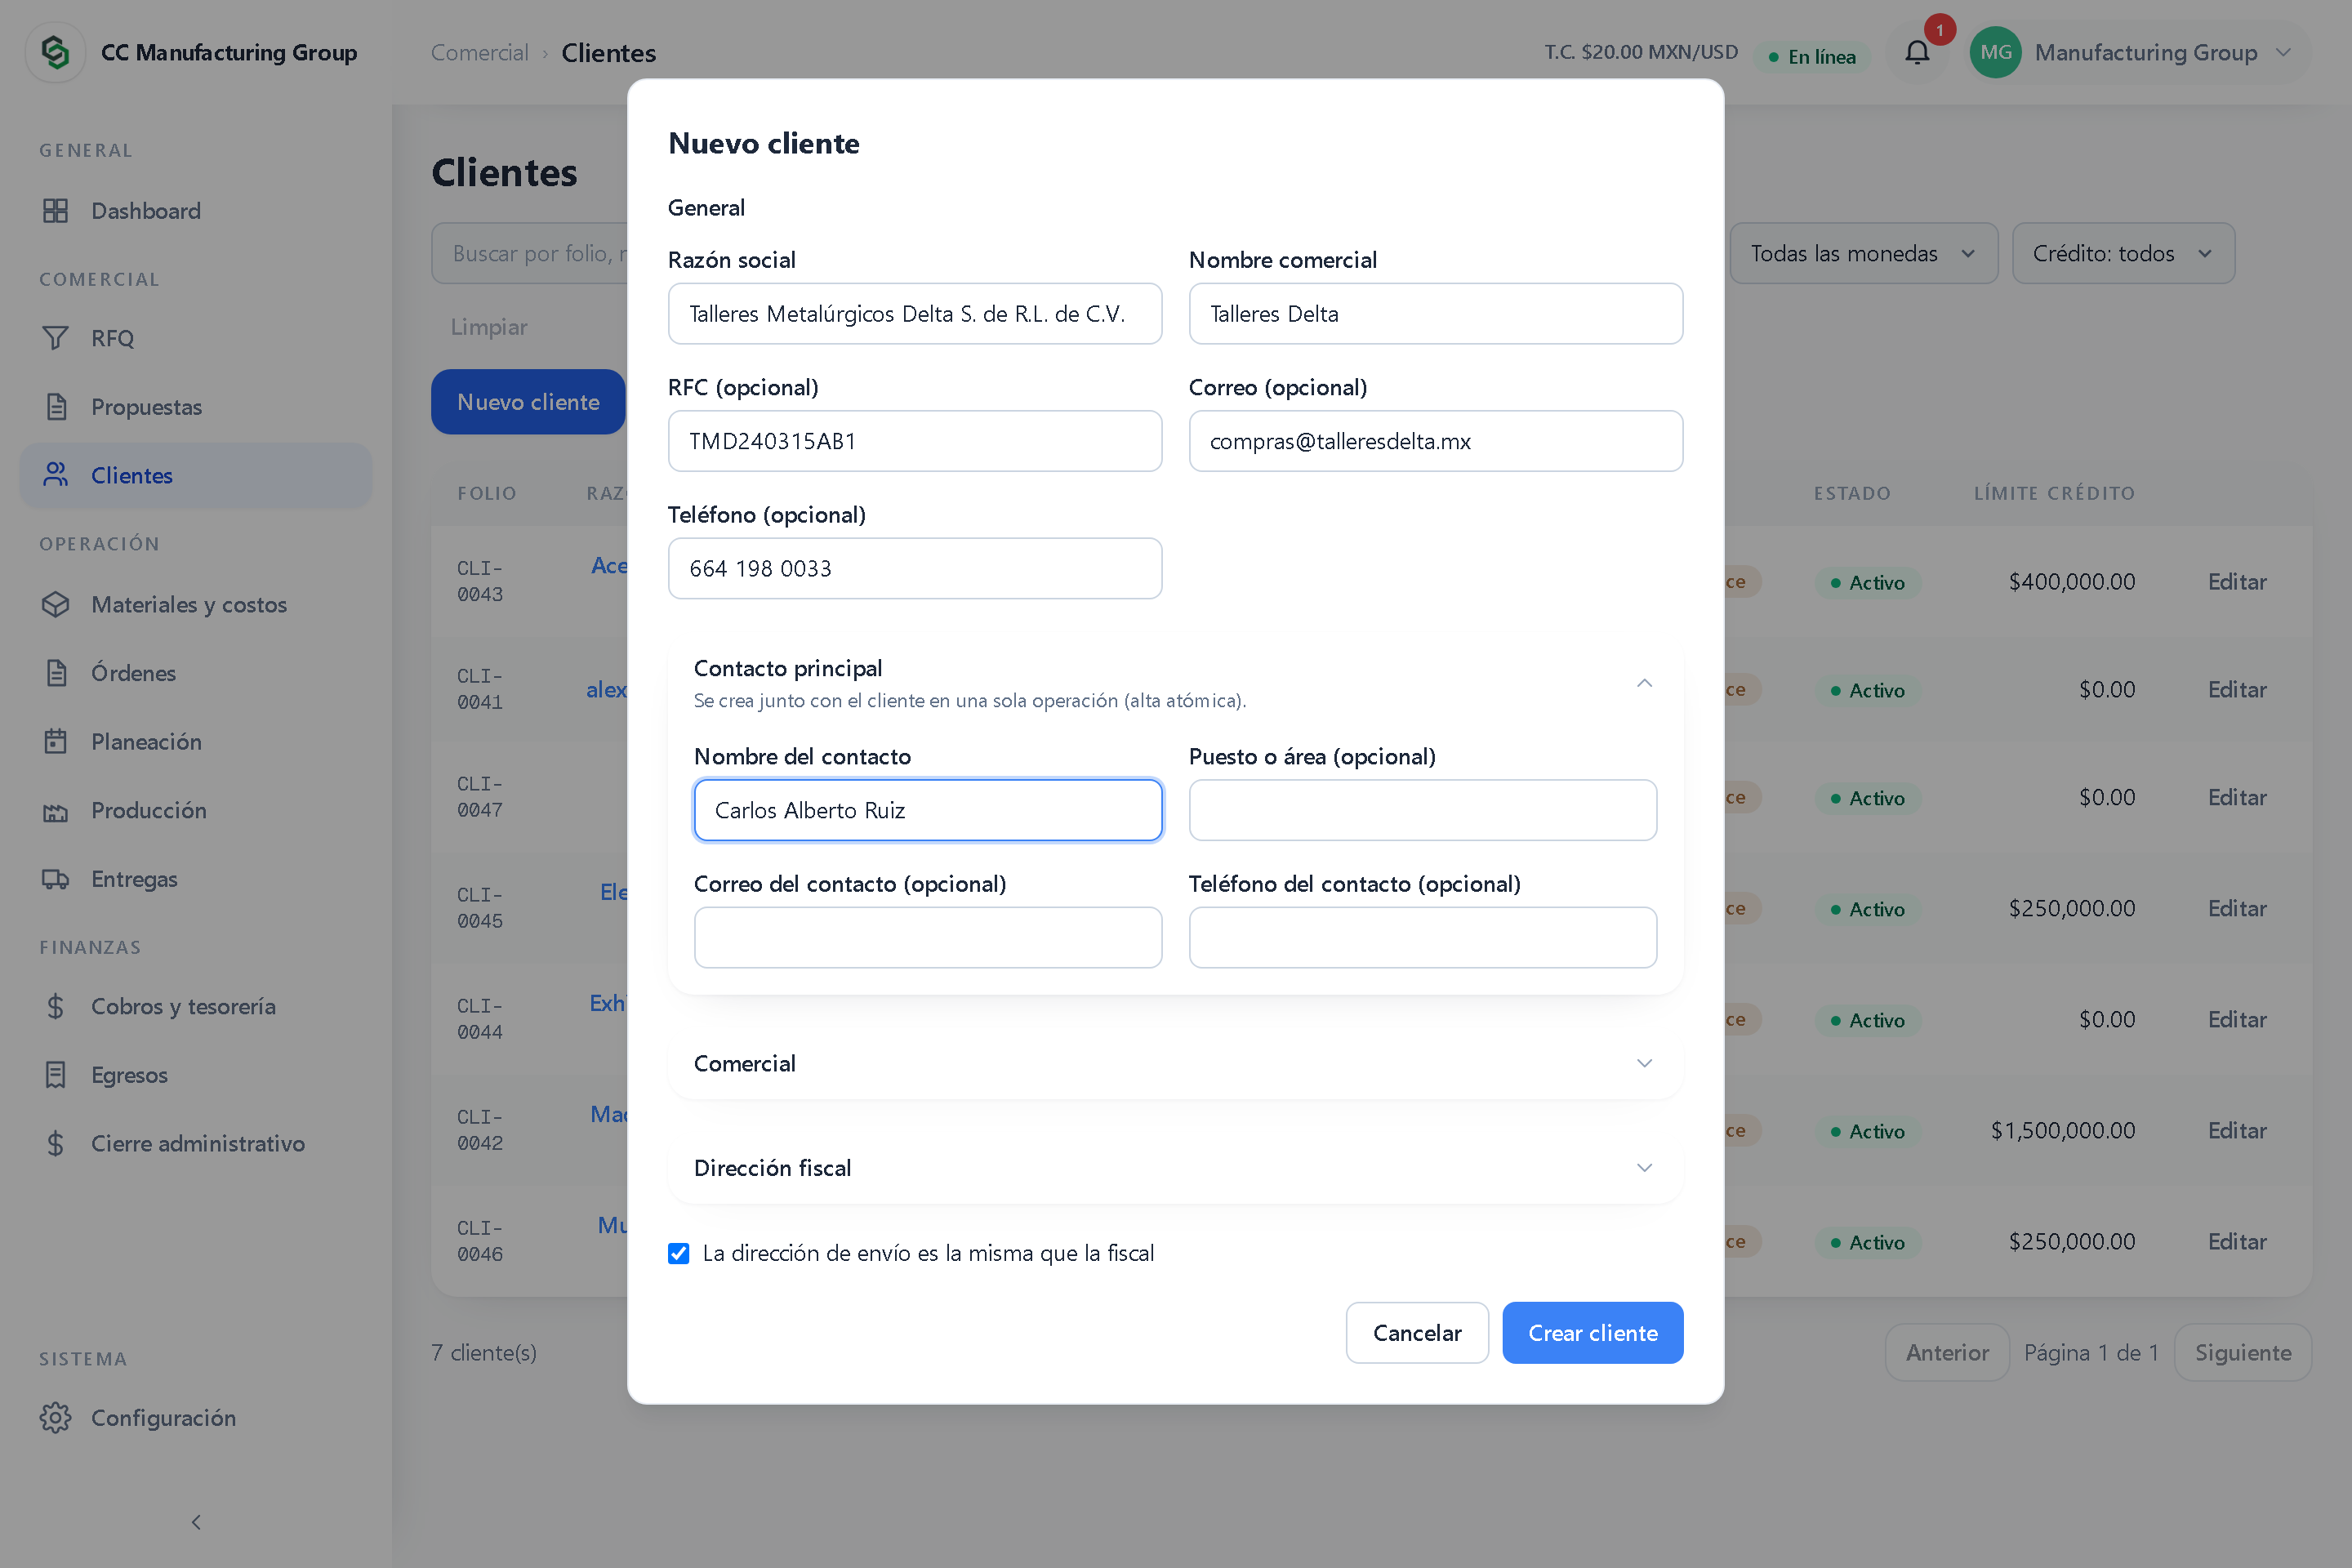 CC Manufacturing Group
Comercial › Clientes
T.C. $20.00 MXN/USD
En línea
1
MG
Manufacturing Group
GENERAL
Dashboard
COMERCIAL
RFQ
Propuestas
Clientes
OPERACIÓN
Materiales y costos
Órdenes
Planeación
Producción
Entregas
FINANZAS
Cobros y tesorería
Egresos
Cierre administrativo
SISTEMA
Configuración
Clientes
Buscar por folio,
Todas las monedas
Crédito: todos
Limpiar
Nuevo cliente
FOLIO
ESTADO
LÍMITE CRÉDITO
CLI-
0043
Activo
$400,000.00
Editar
CLI-
0041
Activo
$0.00
Editar
CLI-
0047
Activo
$0.00
Editar
CLI-
0045
Activo
$250,000.00
Editar
CLI-
0044
Activo
$0.00
Editar
CLI-
0042
Activo
$1,500,000.00
Editar
CLI-
0046
Activo
$250,000.00
Editar
7 cliente(s)
Anterior
Página 1 de 1
Siguiente
Nuevo cliente
General
Razón social
Nombre comercial
Talleres Metalúrgicos Delta S. de R.L. de C.V.
Talleres Delta
RFC (opcional)
Correo (opcional)
TMD240315AB1
compras@talleresdelta.mx
Teléfono (opcional)
664 198 0033
Contacto principal
Se crea junto con el cliente en una sola operación (alta atómica).
Nombre del contacto
Puesto o área (opcional)
Carlos Alberto Ruiz
Correo del contacto (opcional)
Teléfono del contacto (opcional)
Comercial
Dirección fiscal
La dirección de envío es la misma que la fiscal
Cancelar
Crear cliente